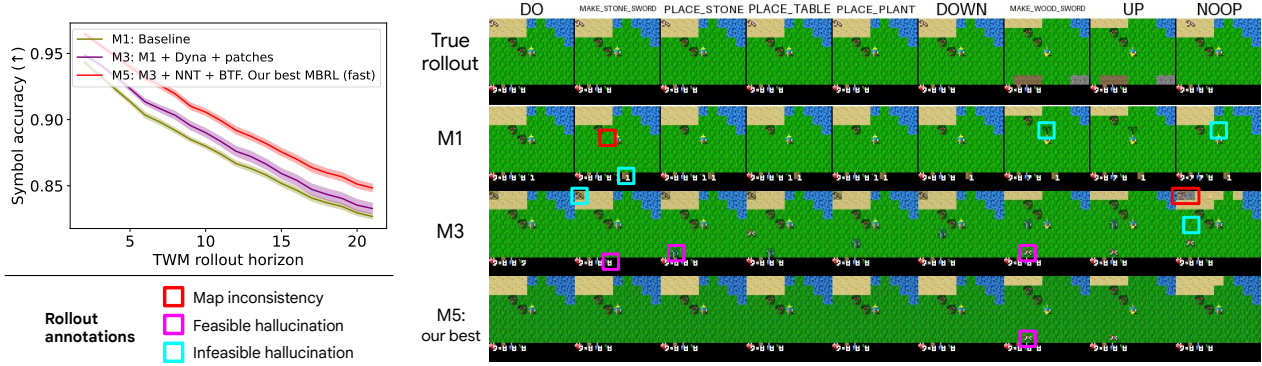 Symbol accuracy (↑)
0.95
0.90
0.85
M1: Baseline
M3: M1 + Dyna + patches
M5: M3 + NNT + BTF. Our best MBRL (fast)
5
10
15
20
TWM rollout horizon
Rollout
annotations
Map inconsistency
Feasible hallucination
Infeasible hallucination
DO
MAKE_STONE_SWORD
PLACE_STONE
PLACE_TABLE
PLACE_PLANT
DOWN
MAKE_WOOD_SWORD
UP
NOOP
True
rollout
M1
M3
M5:
our best